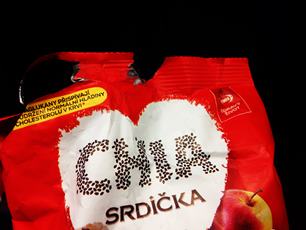 GLUKANY PŘISPÍVAJÍ
UDRŽENÍ NORMÁLNÍ HLADINY
CHOLESTEROLU V KRVI
CHIA
SRDÍČKA